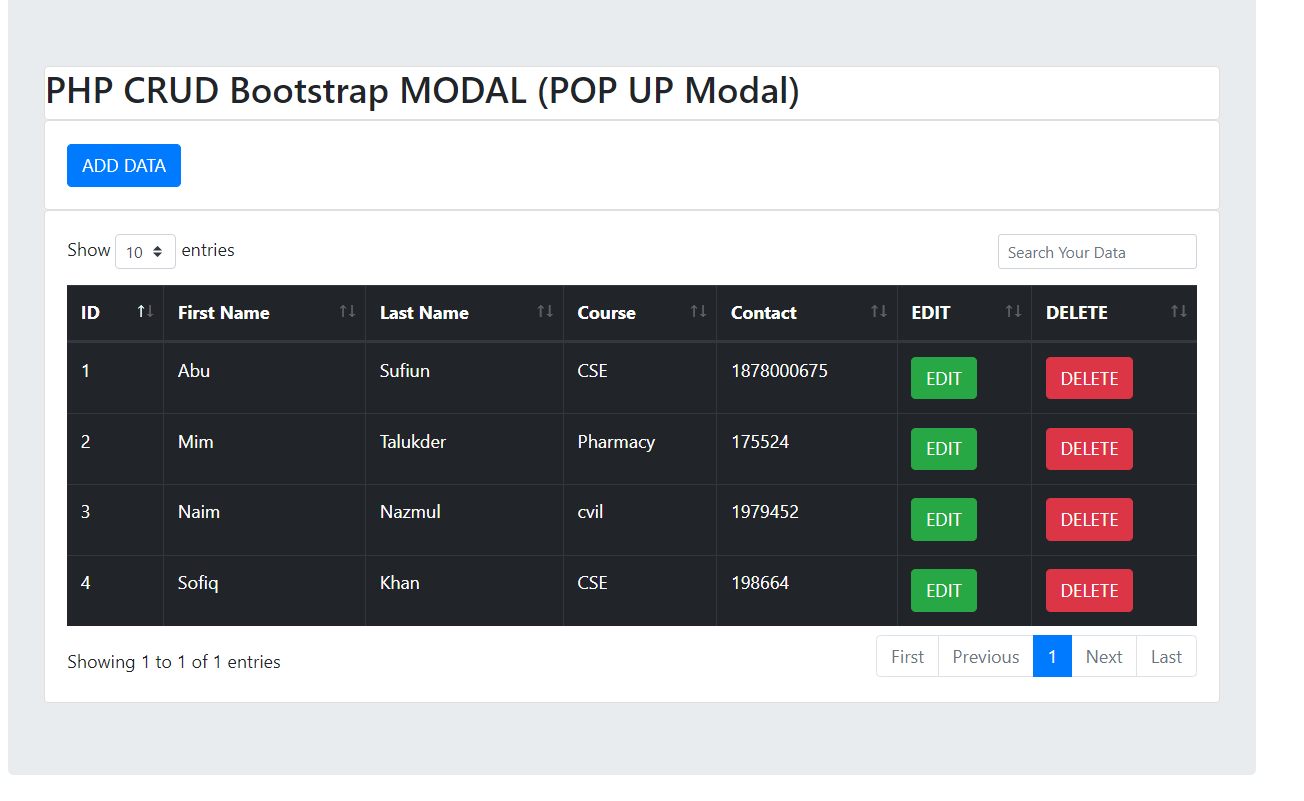 PHP CRUD Bootstrap MODAL (POP UP Modal)
ADD DATA
Show 10 entries Search Your Data
ID First Name Last Name Course Contact EDIT DELETE
1 Abu Sufiun CSE 1878000675 EDIT DELETE
2 Mim Talukder Pharmacy 175524 EDIT DELETE
3 Naim Nazmul cvil 1979452 EDIT DELETE
4 Sofiq Khan CSE 198664 EDIT DELETE
Showing 1 to 1 of 1 entries First Previous 1 Next Last